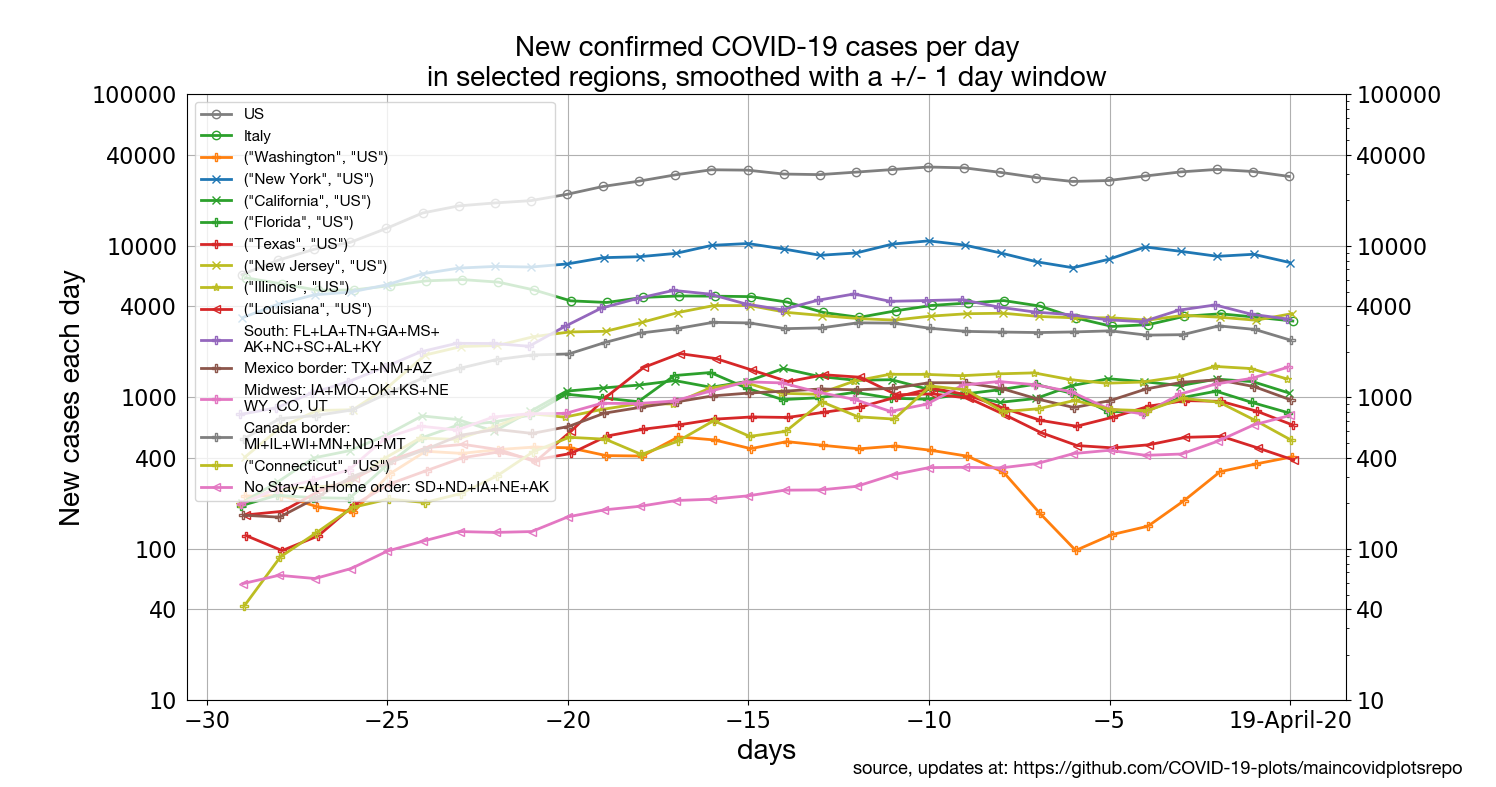 New confirmed COVID-19 cases per day
in selected regions, smoothed with a +/- 1 day window
100000
40000
10000
4000
1000
400
100
40
10
New cases each day
US
Italy
("Washington", "US")
("New York", "US")
("California", "US")
("Florida", "US")
("Texas", "US")
("New Jersey", "US")
("Illinois", "US")
("Louisiana", "US")
South: FL+LA+TN+GA+MS+
AK+NC+SC+AL+KY
Mexico border: TX+NM+AZ
Midwest: IA+MO+OK+KS+NE
WY, CO, UT
Canada border:
MI+IL+WI+MN+ND+MT
("Connecticut", "US")
No Stay-At-Home order: SD+ND+IA+NE+AK
100000
40000
10000
4000
1000
400
100
40
10
−30 −25 −20 −15 −10 −5 19-April-20
days
source, updates at: https://github.com/COVID-19-plots/maincovidplotsrepo